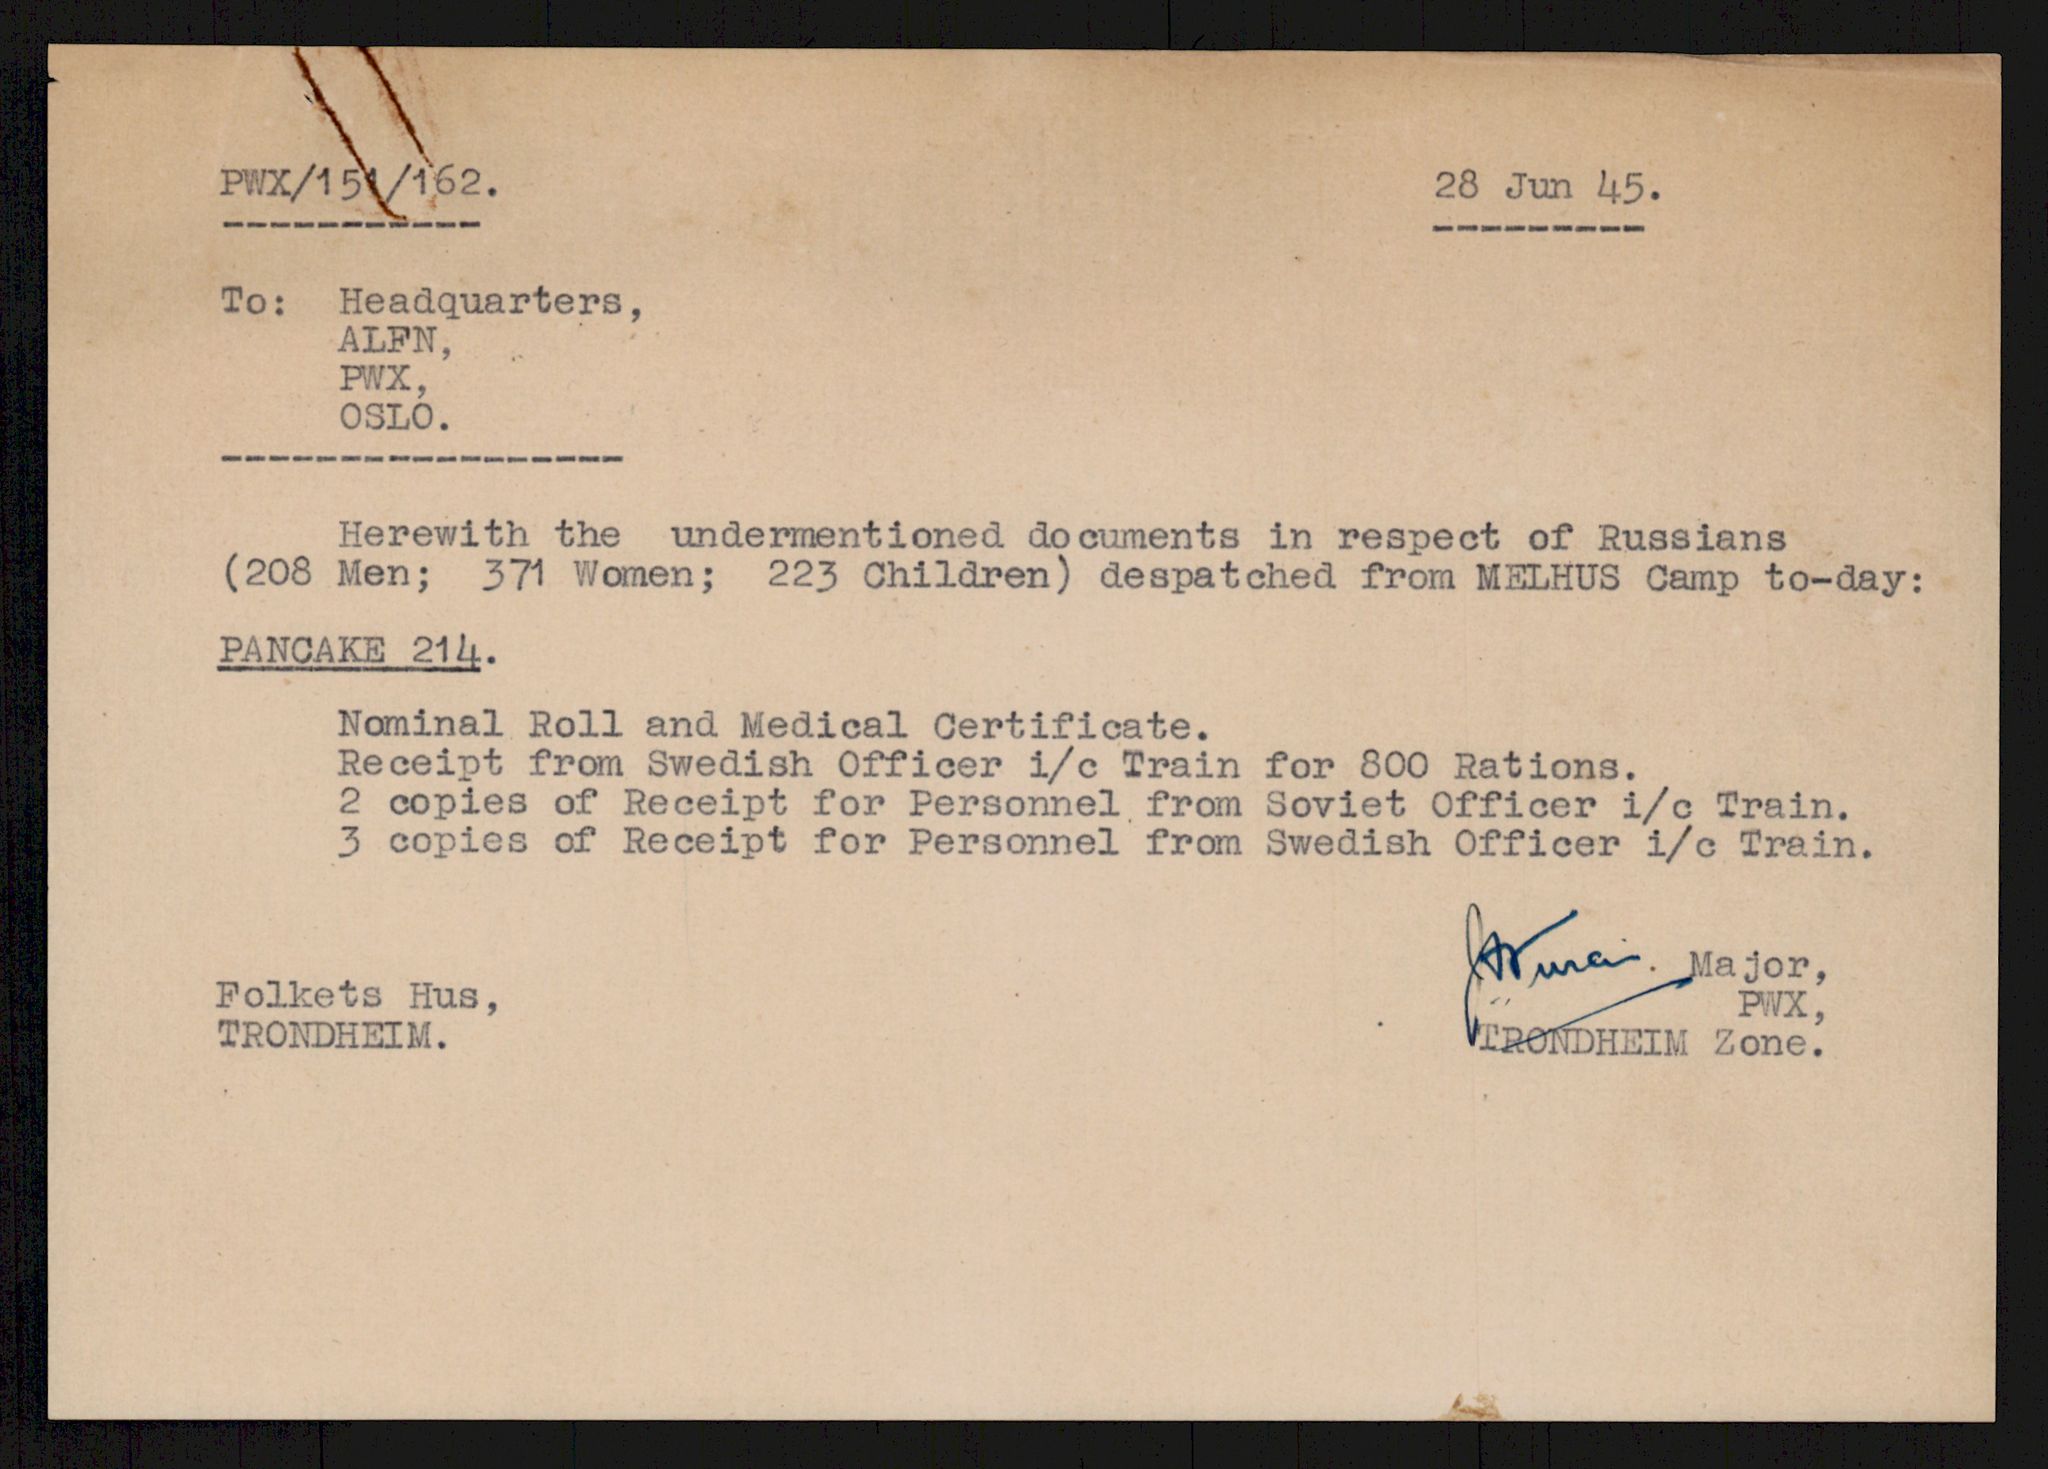 PWX/151/162.
28 Jun 45.
To: Headquarters,
ALFN,
PWX,
OSLO.
Herewith the undermentioned documents in respect of Russians
(208 Men; 371 Women; 223 Children) despatched from MELHUS Camp to-day:
PANCAKE 214.
Nominal Roll and Medical Certificate.
Receipt from Swedish Officer i/c Train for 800 Rations.
2 copies of Receipt for Personnel from Soviet Officer i/c Train.
3 copies of Receipt for Personnel from Swedish Officer i/c Train.
Major,
PWX,
TRONDHEIM Zone.
Folkets Hus,
TRONDHEIM.